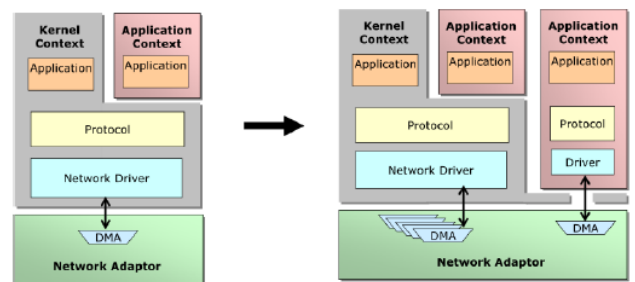 Kernel
Context
Application
Application
Context
Application
Protocol
Network Driver
DMA
Network Adaptor
Kernel
Context
Application
Application
Context
Application
Application
Context
Application
Protocol
Protocol
Network Driver
Driver
DMA
DMA
Network Adaptor